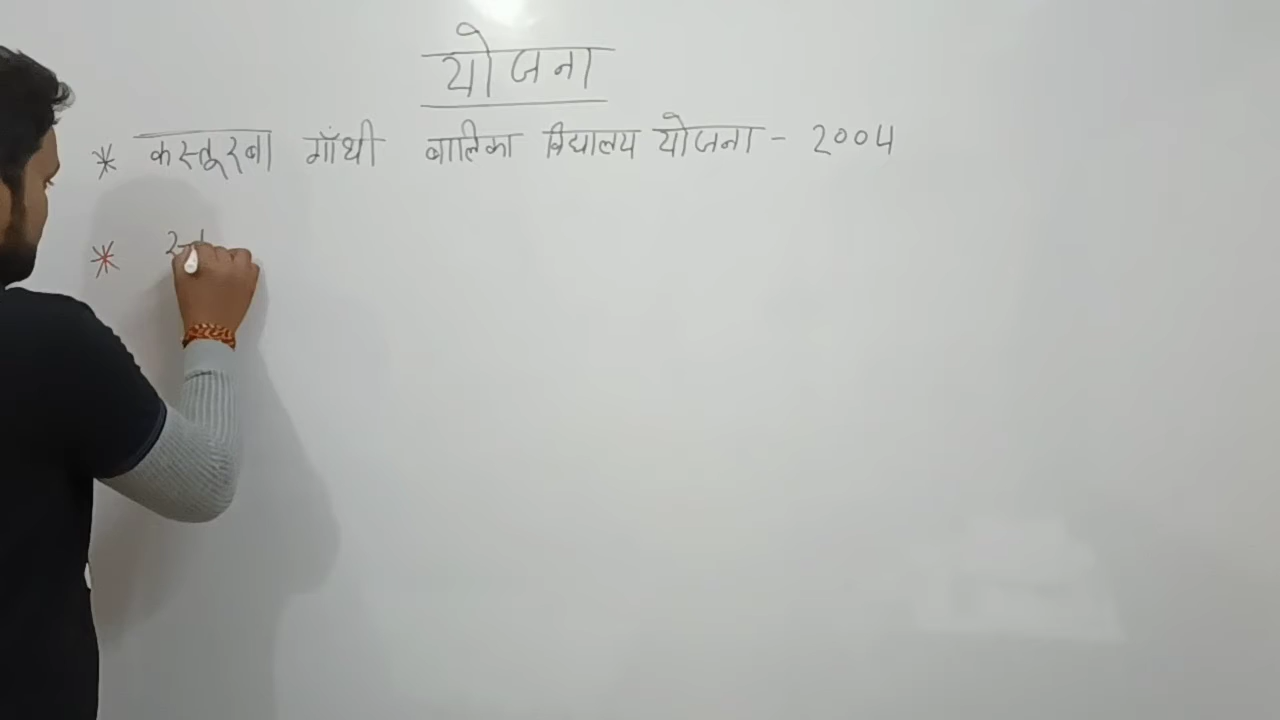 योजना
* कस्तूरबा गाँधी बालिका विद्यालय योजना - 2004
*